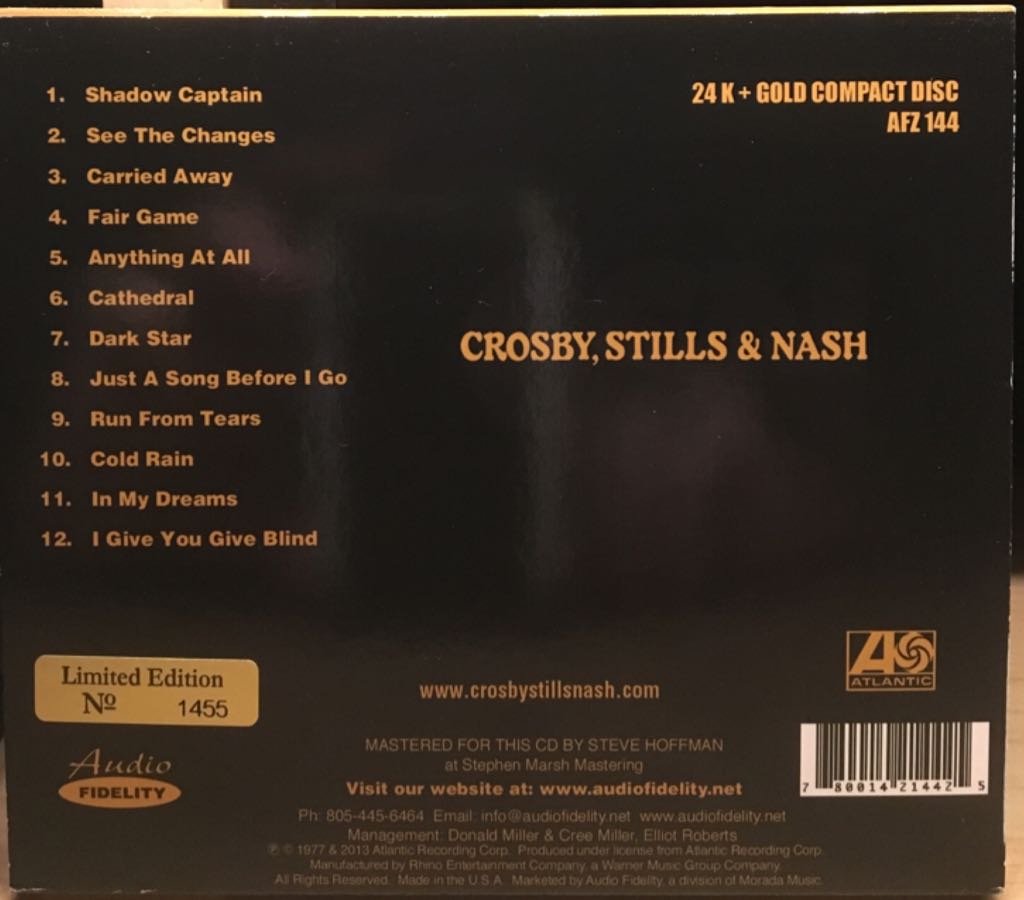 1. Shadow Captain
2. See The Changes
3. Carried Away
4. Fair Game
5. Anything At All
6. Cathedral
7. Dark Star
8. Just A Song Before I Go
9. Run From Tears
10. Cold Rain
11. In My Dreams
12. I Give You Give Blind
24 K + GOLD COMPACT DISC
AFZ 144
CROSBY, STILLS & NASH
Limited Edition
Nº 1455
Audio
FIDELITY
www.crosbystillsnash.com
MASTERED FOR THIS CD BY STEVE HOFFMAN
at Stephen Marsh Mastering
Visit our website at: www.audiofidelity.net
Ph: 805-445-6464 Email: info@audiofidelity.net www.audiofidelity.net
Management: Donald Miller & Cree Miller, Elliot Roberts
℗ © 1977 & 2013 Atlantic Recording Corp. Produced under license from Atlantic Recording Corp.
Manufactured by Rhino Entertainment Company, a Warner Music Group Company.
All Rights Reserved. Made in the U.S.A. Marketed by Audio Fidelity, a division of Morada Music.
ATLANTIC
7 80014 21442 5